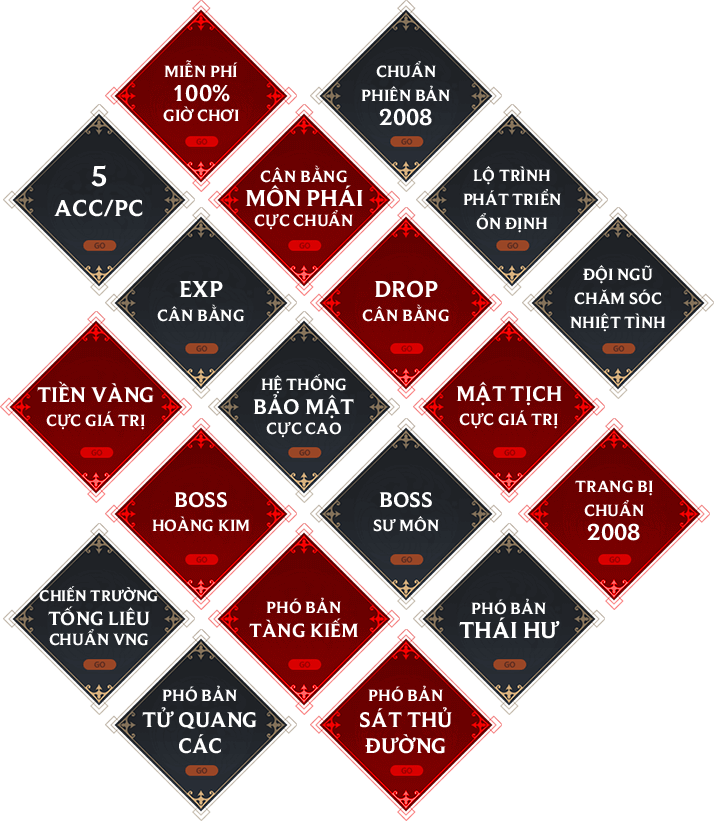 MIỄN PHÍ
100%
GIỜ CHƠI
GO
CHUẨN
PHIÊN BẢN
2008
GO
5
ACC/PC
GO
CÂN BẰNG
MÔN PHÁI
CỰC CHUẨN
GO
LỘ TRÌNH
PHÁT TRIỂN
ỔN ĐỊNH
GO
EXP
CÂN BẰNG
GO
DROP
CÂN BẰNG
GO
ĐỘI NGŨ
CHĂM SÓC
NHIỆT TÌNH
GO
TIỀN VÀNG
CỰC GIÁ TRỊ
GO
HỆ THỐNG
BẢO MẬT
CỰC CAO
GO
MẬT TỊCH
CỰC GIÁ TRỊ
GO
BOSS
HOÀNG KIM
GO
BOSS
SƯ MÔN
GO
TRANG BỊ
CHUẨN
2008
GO
CHIẾN TRƯỜNG
TỐNG LIÊU
CHUẨN VNG
GO
PHÓ BẢN
TÀNG KIẾM
GO
PHÓ BẢN
THÁI HƯ
GO
PHÓ BẢN
TỬ QUANG
CÁC
GO
PHÓ BẢN
SÁT THỦ
ĐƯỜNG
GO